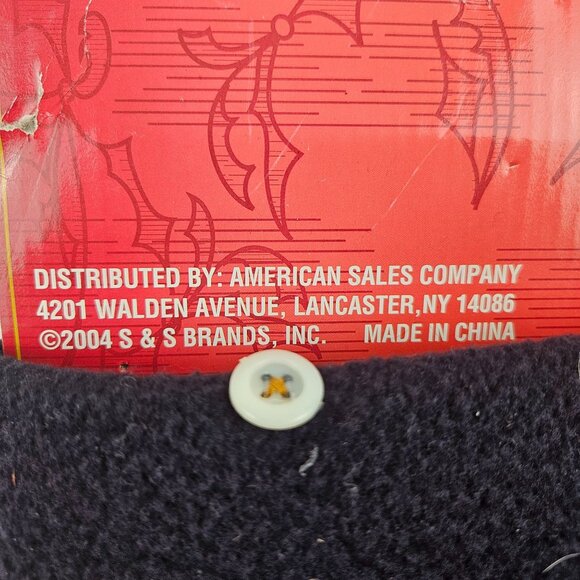 DISTRIBUTED BY: AMERICAN SALES COMPANY
4201 WALDEN AVENUE, LANCASTER,NY 14086
©2004 S & S BRANDS, INC. MADE IN CHINA